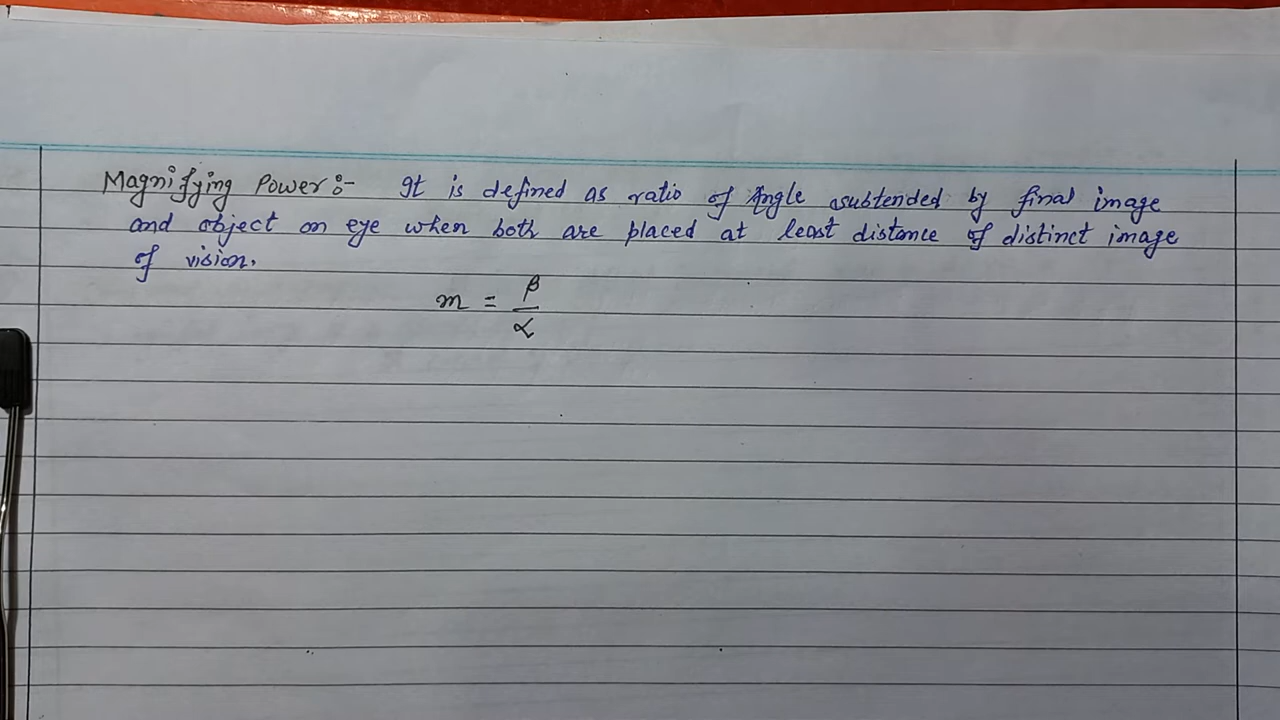 Magnifying Power:- It is defined as ratio of Angle subtended by final image
and object on eye when both are placed at least distance of distinct image
of vision.
m = β/α